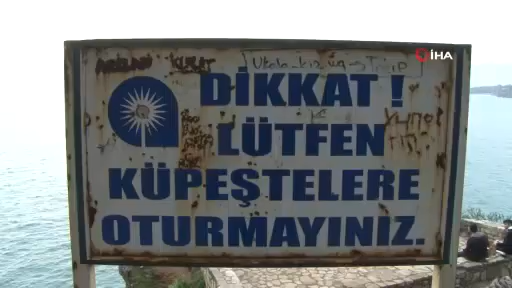 İHA
DİKKAT !
LÜTFEN
KÜPEŞTELERE
OTURMAYINIZ.